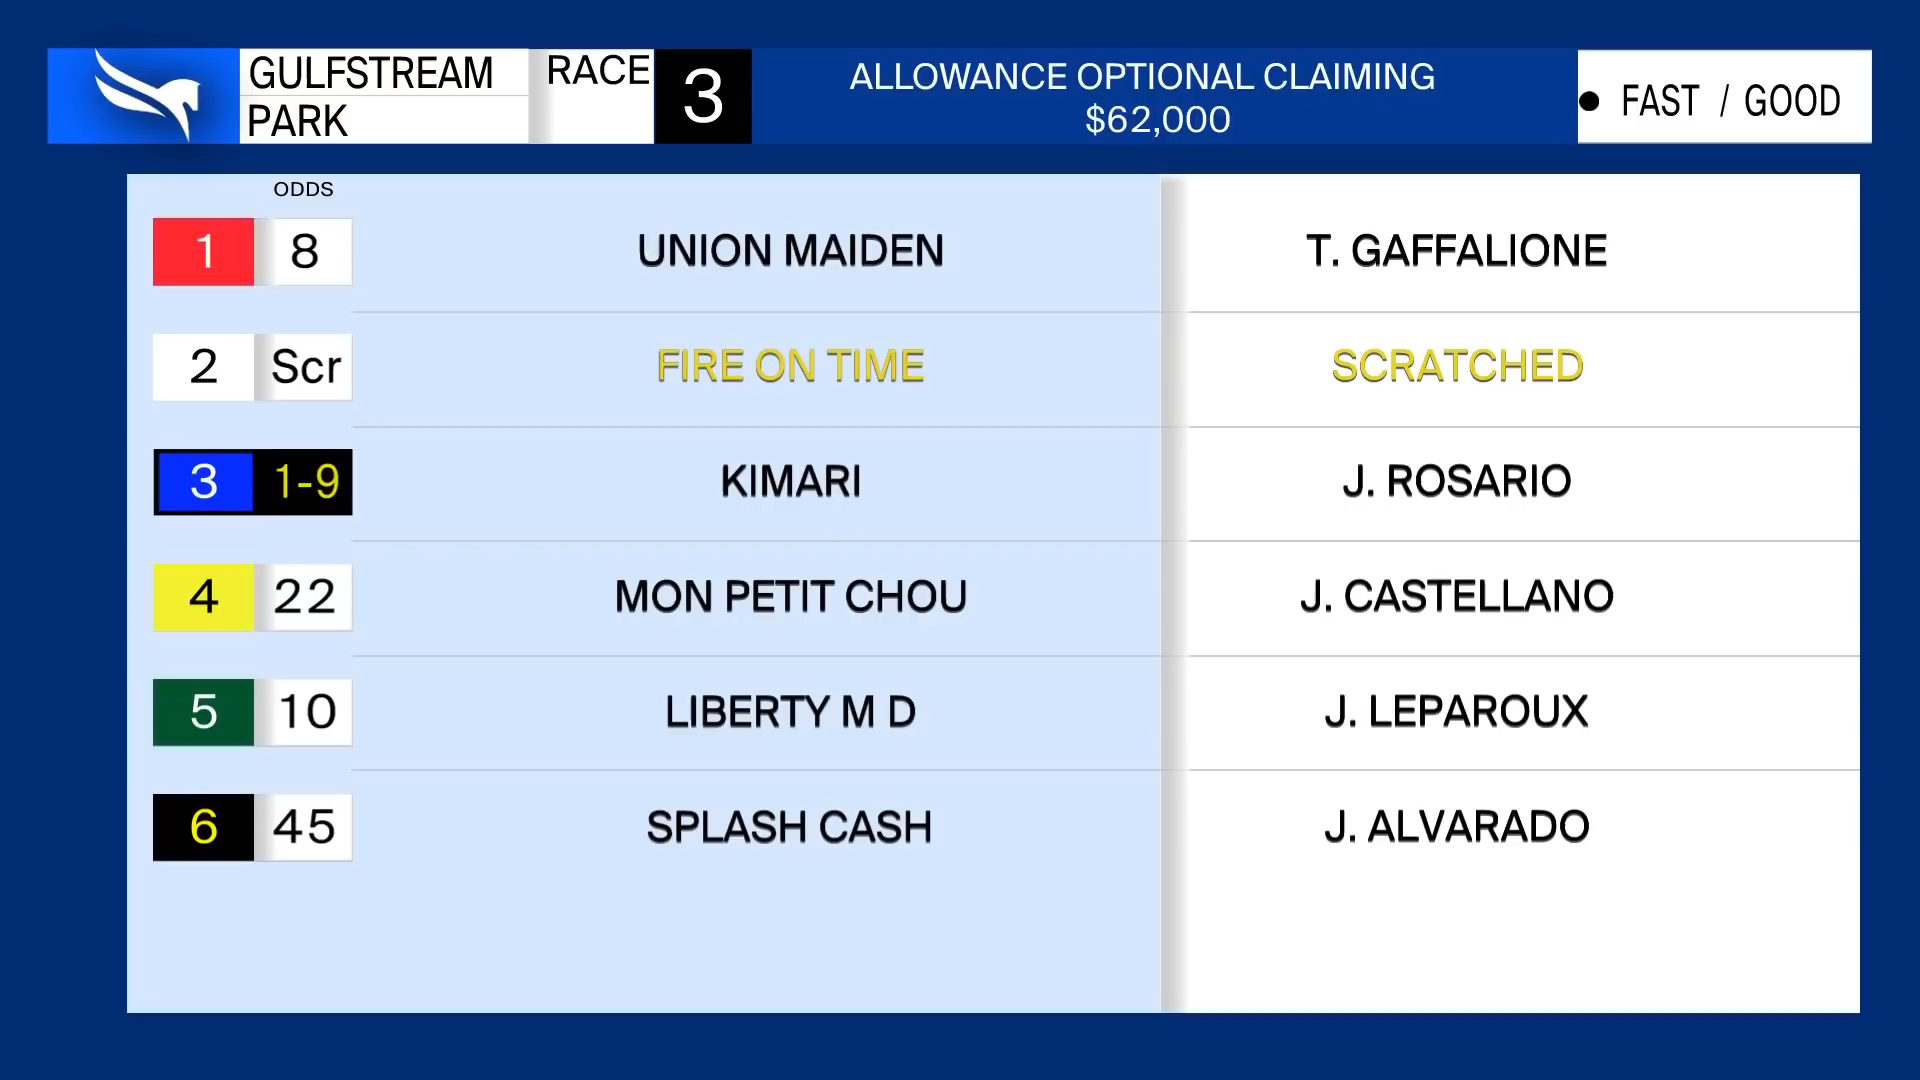 GULFSTREAM PARK
RACE 3
ALLOWANCE OPTIONAL CLAIMING
$62,000
• FAST / GOOD
ODDS
1 8 UNION MAIDEN T. GAFFALIONE
2 Scr FIRE ON TIME SCRATCHED
3 1-9 KIMARI J. ROSARIO
4 22 MON PETIT CHOU J. CASTELLANO
5 10 LIBERTY M D J. LEPAROUX
6 45 SPLASH CASH J. ALVARADO